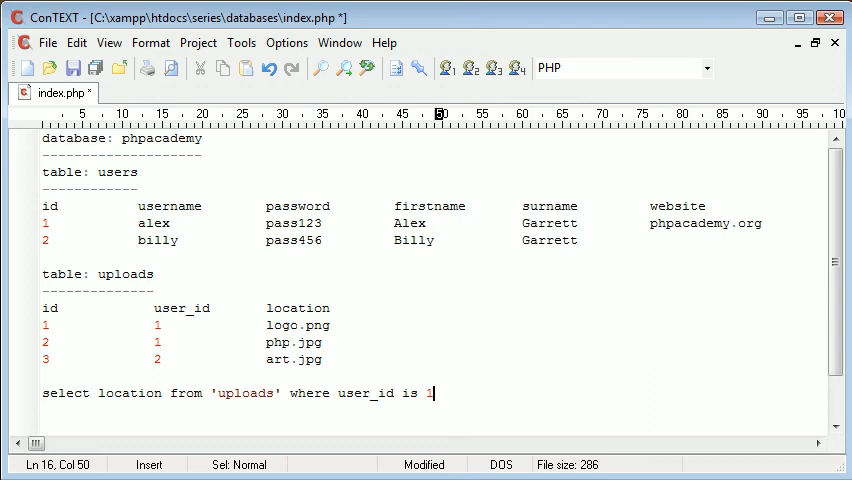 ConTEXT - [C:\xampp\htdocs\series\databases\index.php *]
File Edit View Format Project Tools Options Window Help
1 2 3 4 PHP
index.php *
5 10 15 20 25 30 35 40 45 50 55 60 65 70 75 80 85 90 95 10
database: phpacademy
--------------------
table: users
------------
id username password firstname surname website
1 alex pass123 Alex Garrett phpacademy.org
2 billy pass456 Billy Garrett
table: uploads
--------------
id user_id location
1 1 logo.png
2 1 php.jpg
3 2 art.jpg
select location from 'uploads' where user_id is 1
Ln 16, Col 50 Insert Sel: Normal Modified DOS File size: 286